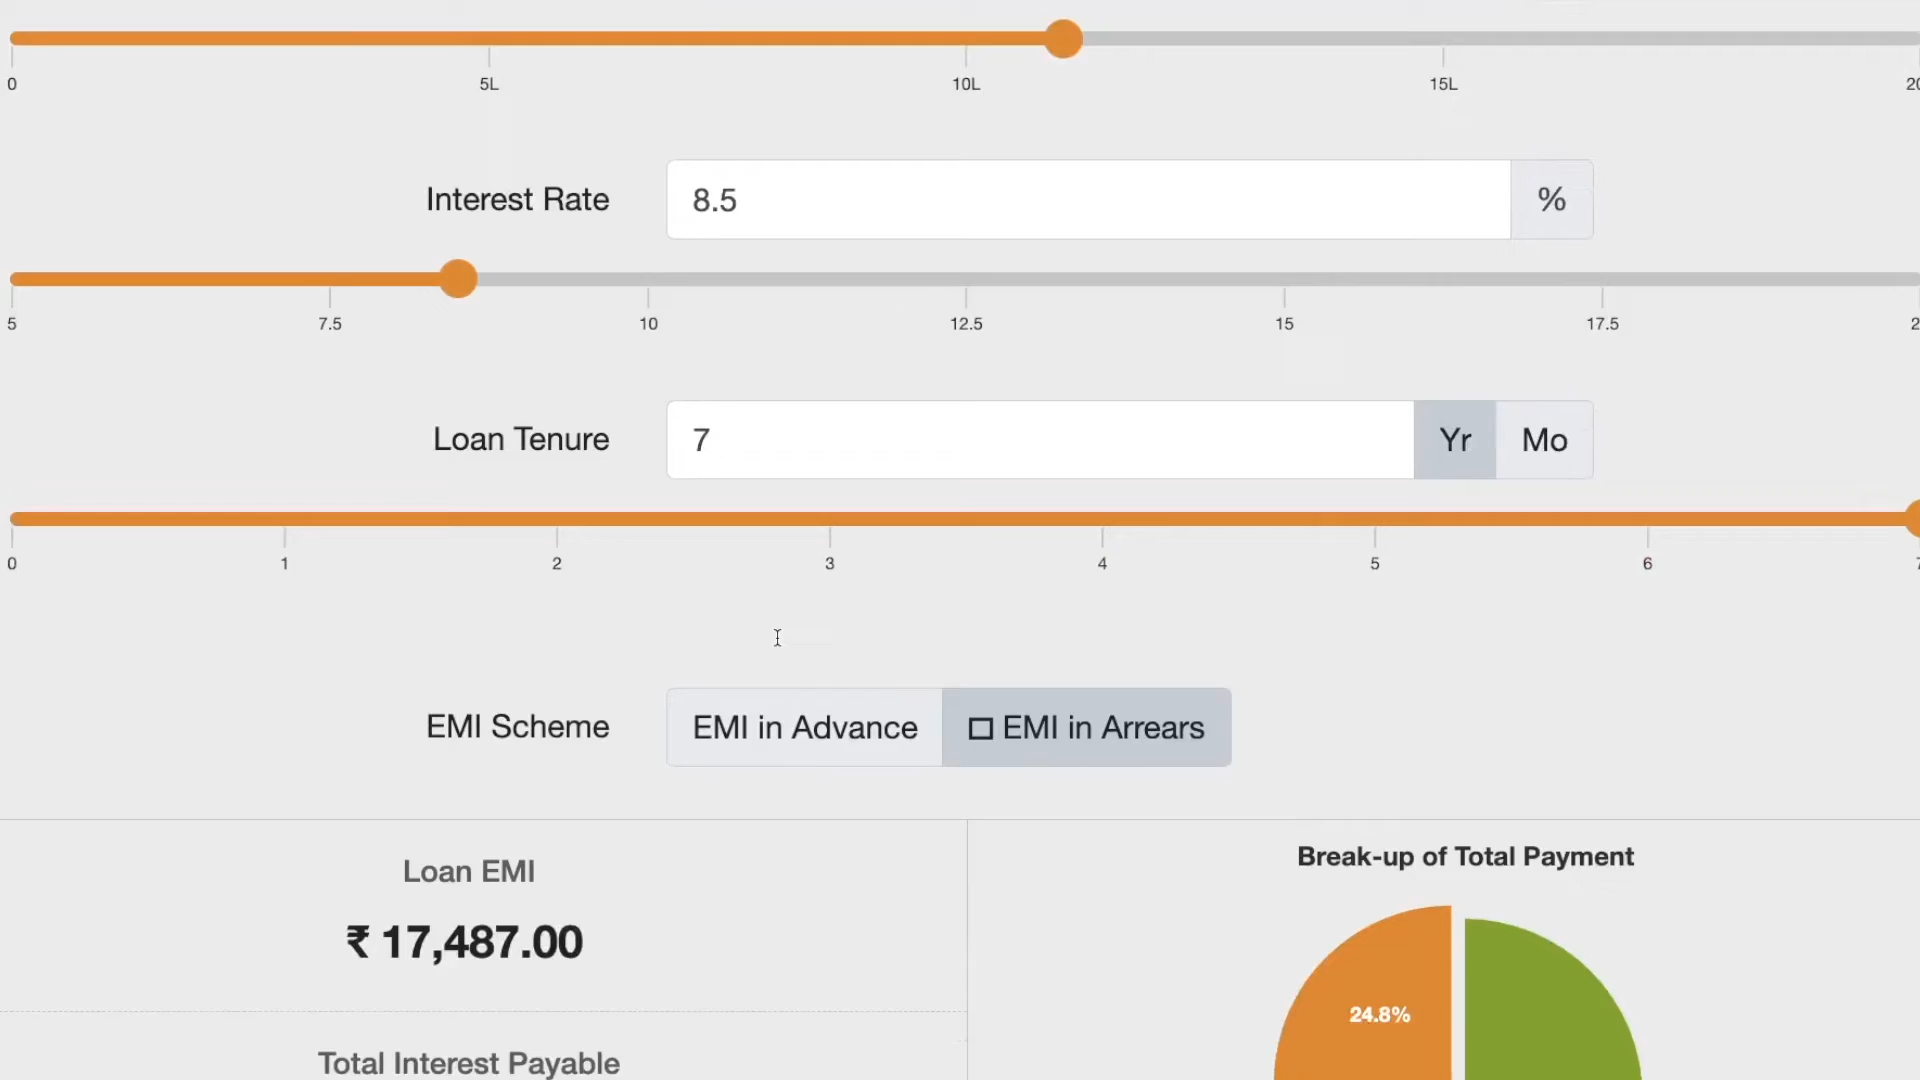 0 5L 10L 15L
Interest Rate 8.5 %
5 7.5 10 12.5 15 17.5
Loan Tenure 7 Yr Mo
0 1 2 3 4 5 6 7
EMI Scheme EMI in Advance EMI in Arrears
Loan EMI
₹ 17,487.00
Total Interest Payable
Break-up of Total Payment
24.8%